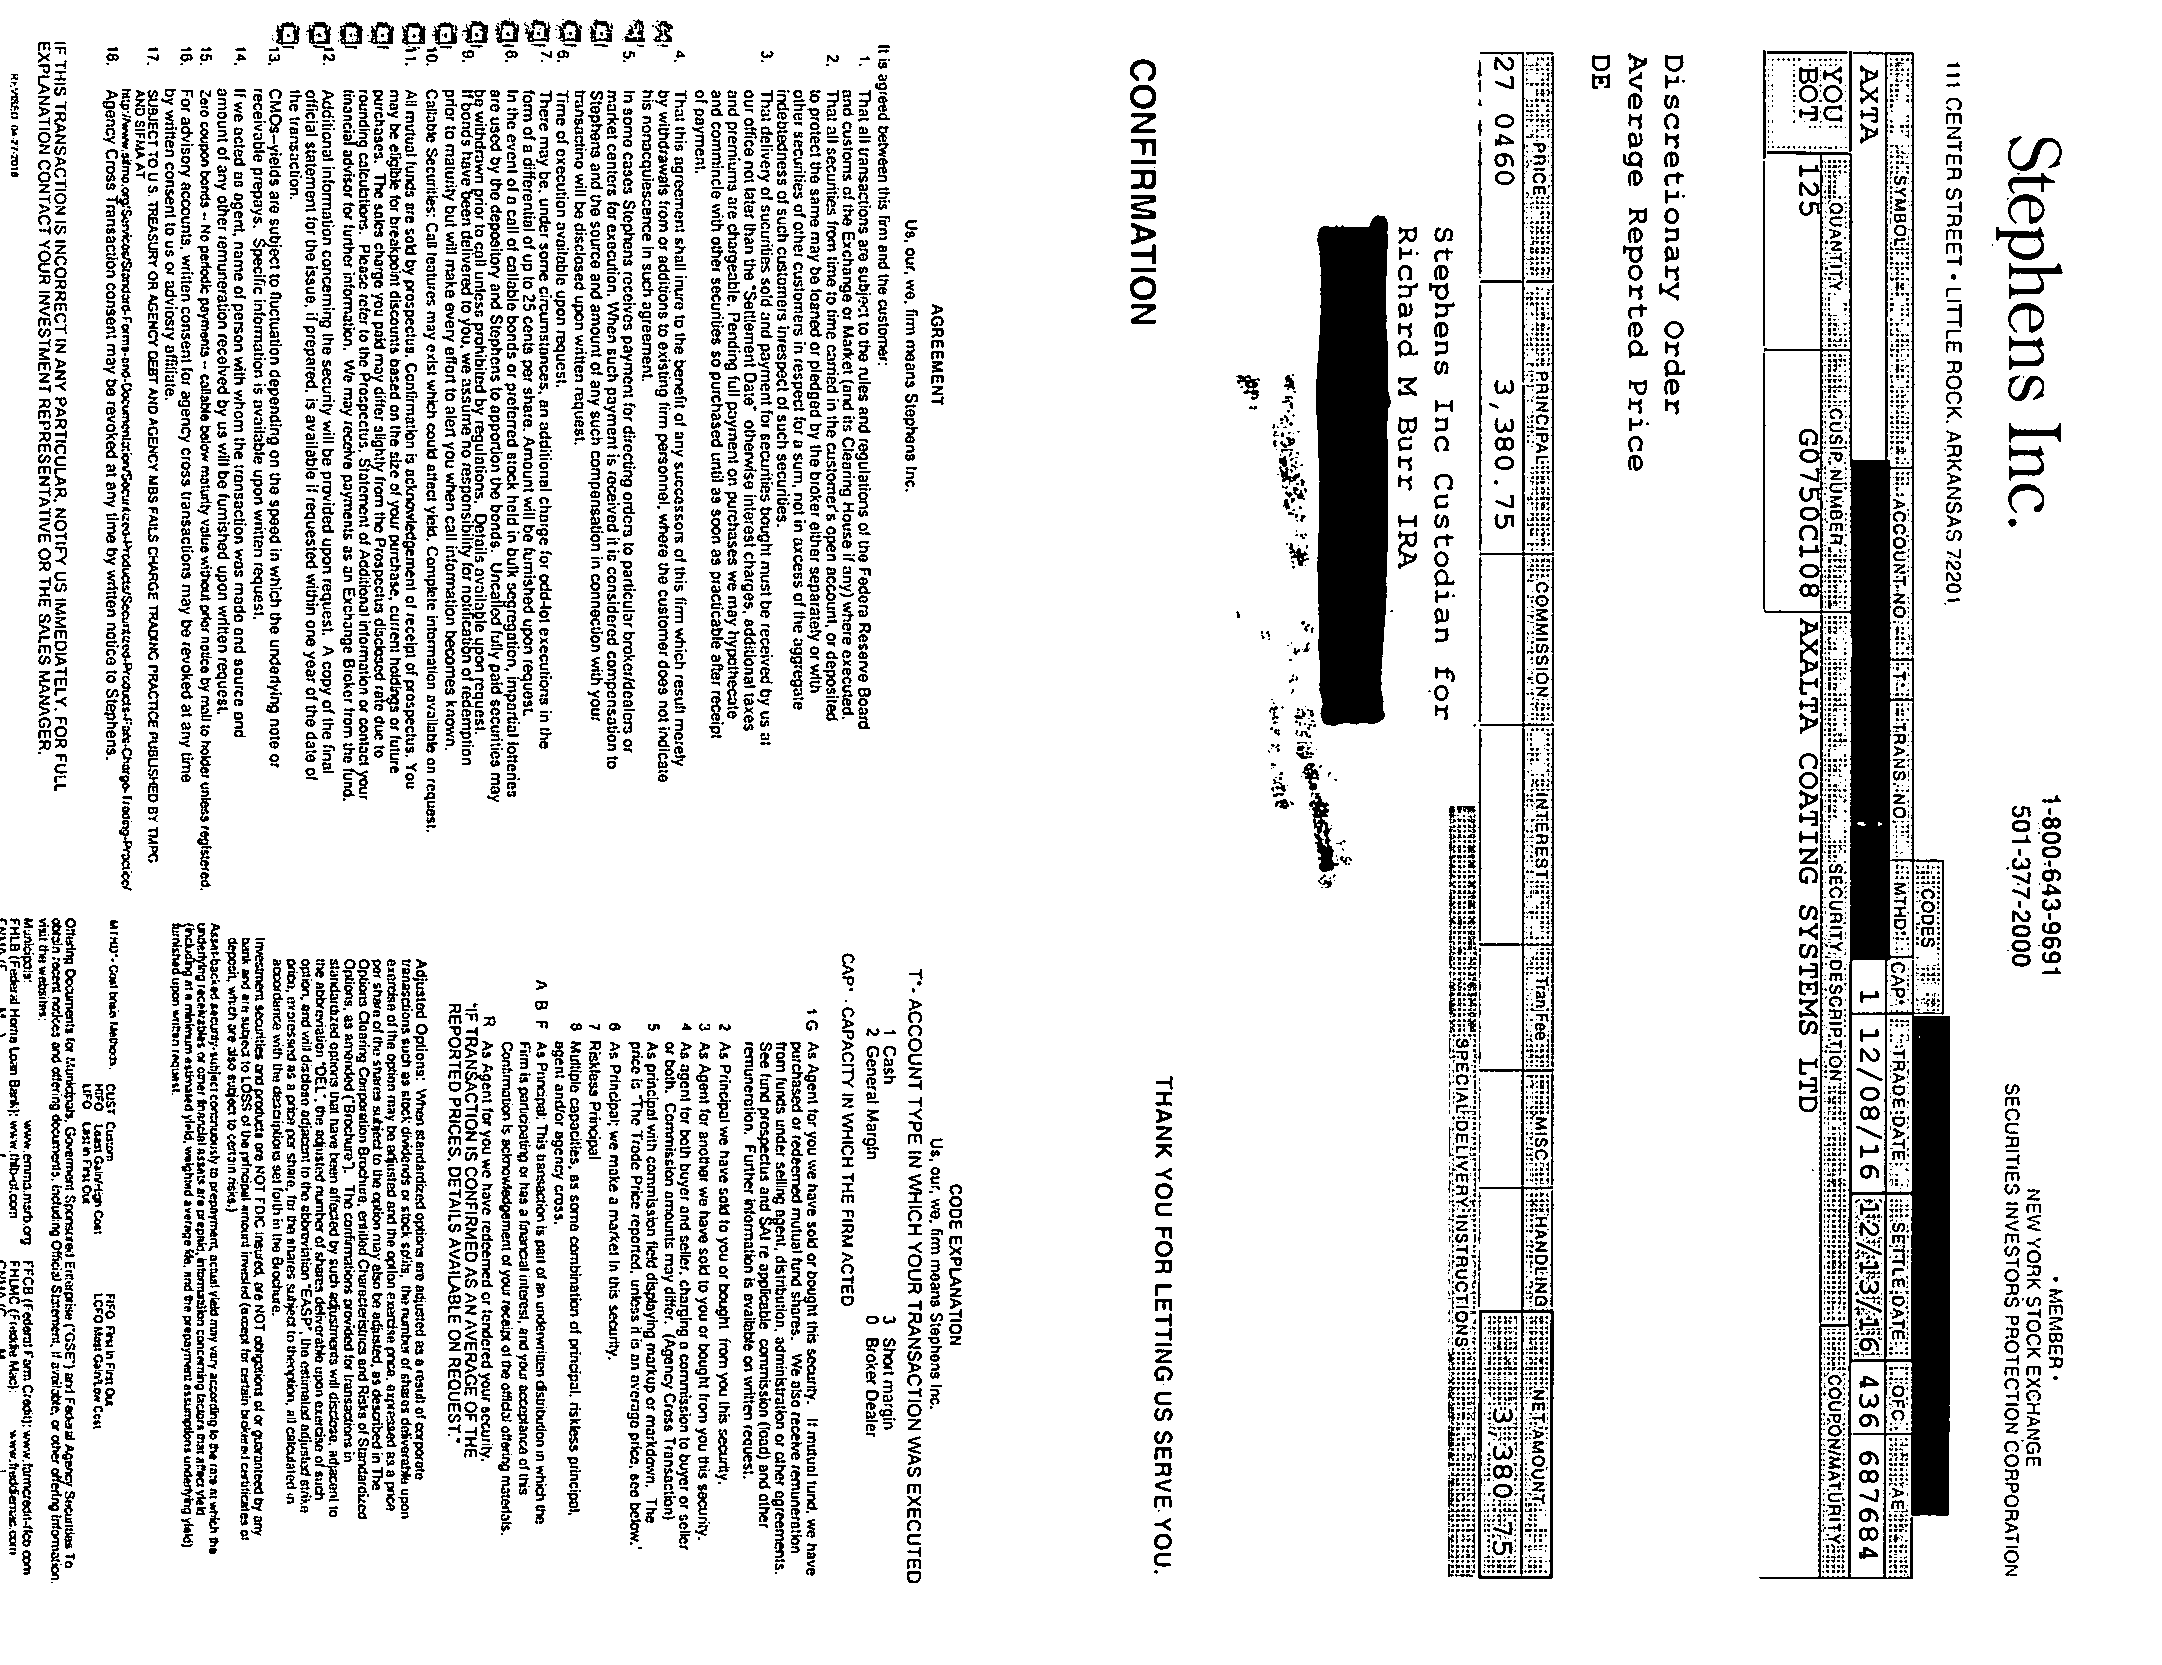 Stephens Inc.
111 CENTER STREET • LITTLE ROCK, ARKANSAS 72201
1-800-643-9691
501-377-2000
• MEMBER •
NEW YORK STOCK EXCHANGE
SECURITIES INVESTORS PROTECTION CORPORATION
CODES
SYMBOL ACCOUNT NO T* TRANS NO MTHD* CAP* TRADE DATE SETTLE DATE OFC AE
AXTA 1 12/08/16 12/13/16 436 687684
YOU BOT QUANTITY CUSIP NUMBER SECURITY DESCRIPTION COUPON/MATURITY
125 G0750C108 AXALTA COATING SYSTEMS LTD
Discretionary Order
Average Reported Price
DE
PRICE PRINCIPAL COMMISSION INTEREST Tran Fee MISC HANDLING NET AMOUNT
27 0460 3,380.75 3,380 75
SPECIAL DELIVERY INSTRUCTIONS
Stephens Inc Custodian for
Richard M Burr IRA
CONFIRMATION
THANK YOU FOR LETTING US SERVE YOU.
AGREEMENT
Us, our, we, firm means Stephens Inc.
It is agreed between this firm and the customer:
1. That all transactions are subject to the rules and regulations of the Federa Reserve Board
and customs of the Exchange or Market (and its Clearing House if any) where executed.
2. That all securities from time to time carried in the customer's open account, or deposited
to protect the same may be loaned or pledged by the broker either separately or with
other securities of other customers in respect for a sum, not in excess of the aggregate
indebtedness of such customers in respect of such securities.
3. That delivery of securities sold and payment for securities bought must be received by us at
our office not later than the "Settlement Date" otherwise interest charges, additional taxes
and premiums are chargeable. Pending full payment on purchases we may hypothecate
and commingle with other securities so purchased until as soon as practicable after receipt
of payment.
4. That this agreement shall inure to the benefit of any successors of this firm which result merely
by withdrawals from or additions to existing firm personnel, where the customer does not indicate
his nonacquiescence in such agreement.
5. In some cases Stephens receives payment for directing orders to particular broker/dealers or
market centers for execution. When such payment is received it is considered compensation to
Stephens and the source and amount of any such compensation in connection with your
transaction will be disclosed upon written request.
6. Time of execution available upon request.
7. There may be, under some circumstances, an additional charge for odd-lot executions in the
form of a differential of up to 25 cents per share. Amount will be furnished upon request.
8. In the event of a call of callable bonds or preferred stock held in bulk segregation, impartial lotteries
are used by the depository and Stephens to apportion the bonds. Uncalled fully paid securities may
be withdrawn prior to call unless prohibited by regulations. Details available upon request.
9. If bonds have been delivered to you, we assume no responsibility for notification of redemption
prior to maturity but will make every effort to alert you when call information becomes known.
10. Callable Securities: Call features may exist which could affect yield. Complete information available on request.
11. All mutual funds are sold by prospectus. Confirmation is acknowledgement of receipt of prospectus. You
may be eligible for breakpoint discounts based on the size of your purchase, current holdings or future
purchases. The sales charge you paid may differ slightly from the Prospectus disclosed rate due to
rounding calculations. Please refer to the Prospectus, Statement of Additional information or contact your
financial advisor for further information. We may receive payments as an Exchange Broker from the fund.
12. Additional information concerning the security will be provided upon request. A copy of the final
official statement for the issue, if prepared, is available if requested within one year of the date of
the transaction.
13. CMOs--yields are subject to fluctuation depending on the speed in which the underlying note or
receivable prepays. Specific information is available upon written request.
14. If we acted as agent, name of person with whom the transaction was made and source and
amount of any other remuneration received by us will be furnished upon written request.
15. Zero coupon bonds -- No periodic payments -- callable below maturity value without prior notice by mail to holder unless registered.
16. For advisory accounts, written consent for agency cross transactions may be revoked at any time
by written consent to us or adviosry affiliate.
17. SUBJECT TO U.S. TREASURY OR AGENCY DEBT AND AGENCY MBS FAILS CHARGE TRADING PRACTICE PUBLISHED BY TMPG
AND SIFMA AT
http://www.sifma.org/Services/Standard-Forms-and-Documentation/Securitized-Products/Securitized-Products-Fails-Charge-Trading-Practice/
18. Agency Cross Transaction consent may be revoked at any time by written notice to Stephens.
IF THIS TRANSACTION IS INCORRECT IN ANY PARTICULAR, NOTIFY US IMMEDIATELY. FOR FULL
EXPLANATION CONTACT YOUR INVESTMENT REPRESENTATIVE OR THE SALES MANAGER.
REVISED 04-27-2016
CODE EXPLANATION
Us, our, we, firm means Stephens Inc.
T* - ACCOUNT TYPE IN WHICH YOUR TRANSACTION WAS EXECUTED
1 Cash 3 Short margin
2 General Margin 0 Broker Dealer
CAP* - CAPACITY IN WHICH THE FIRM ACTED
1 G As Agent for you we have sold or bought this security. If mutual fund, we have
purchased or redeemed mutual fund shares. We also receive remuneration
from funds under selling agent, distribution, administration or other agreements.
See fund prospectus and SAI re applicable commission (load) and other
remuneration. Further information is available on written request.
2 As Principal we have sold to you or bought from you this security.
3 As Agent for another we have sold to you or bought from you this security.
4 As agent for both buyer and seller, charging a commission to buyer or seller
or both. Commission amounts may differ. (Agency Cross Transaction)
5 As principal with commission field displaying markup or markdown. The
price is "The Trade Price reported, unless it is an average price, see below."
6 As Principal; we make a market in this security.
7 Riskless Principal
8 Multiple capacities, as some combination of principal, riskless principal,
agent and/or agency cross.
A B F As Principal; This transaction is part of an underwritten distribution in which the
Firm is participating or has a financial interest, and your acceptance of this
Confirmation is acknowledgement of your receipt of the official offering materials.
R As Agent for you we have redeemed or tendered your security.
"IF TRANSACTION IS CONFIRMED AS AN AVERAGE OF THE
REPORTED PRICES, DETAILS AVAILABLE ON REQUEST."
Adjusted Options: When standardized options are adjusted as a result of corporate
transactions such as stock dividends or stock splits, the number of shares deliverable upon
exercise of the option may be adjusted and the option exercise price, expressed as a price
per share of the shares subject to the option may also be adjusted, as described in The
Options Clearing Corporation Brochure, entitled Characteristics and Risks of Standardized
Options, as amended ("Brochure"). The confirmations provided for transactions in
standardized options that have been affected by such adjustments will disclose, adjacent to
the abbreviation "DEL", the adjusted number of shares deliverable upon exercise of such
option, and will disclose adjacent to the abbreviation "EASP", the estimated adjusted strike
price, expressed as a price per share, for the shares subject to the option, all calculated in
accordance with the descriptions set forth in the Brochure.
Investment securities and products are NOT FDIC insured, are NOT obligations of or guaranteed by any
bank and are subject to LOSS of the principal amount invested (except for certain brokered certificates of
deposit, which are also subject to certain risks.)
Asset-backed security-subject continuously to prepayment, actual yield may vary according to the rate at which the
underlying receivables or other financial assets are prepaid, information concerning factors that affect yield
(including at a minimum estimated yield, weighted average life, and the prepayment assumptions underlying yield)
furnished upon written request.
MTHD* - Cost basis Methods. CUST Custom FIFO First in First Out
HIFO Least Gain/High Cost LCFO Most Gain/Low Cost
LIFO Last in First Out
Offering Documents for Municipals, Goverment Sponsored Enterprise ("GSE") and Federal Agency Securities To
obtain recent notices and offering documents, including Official Statement, if available, or other offering information,
visit the websites:
Municipals: www.emma.msrb.org FFCB (Federal Farm Credit): www.farmcredit-ffcb.com
FHLB (Federal Home Loan Bank): www.fhlb-of.com FHLMC (Freddie Mac): www.freddiemac.com